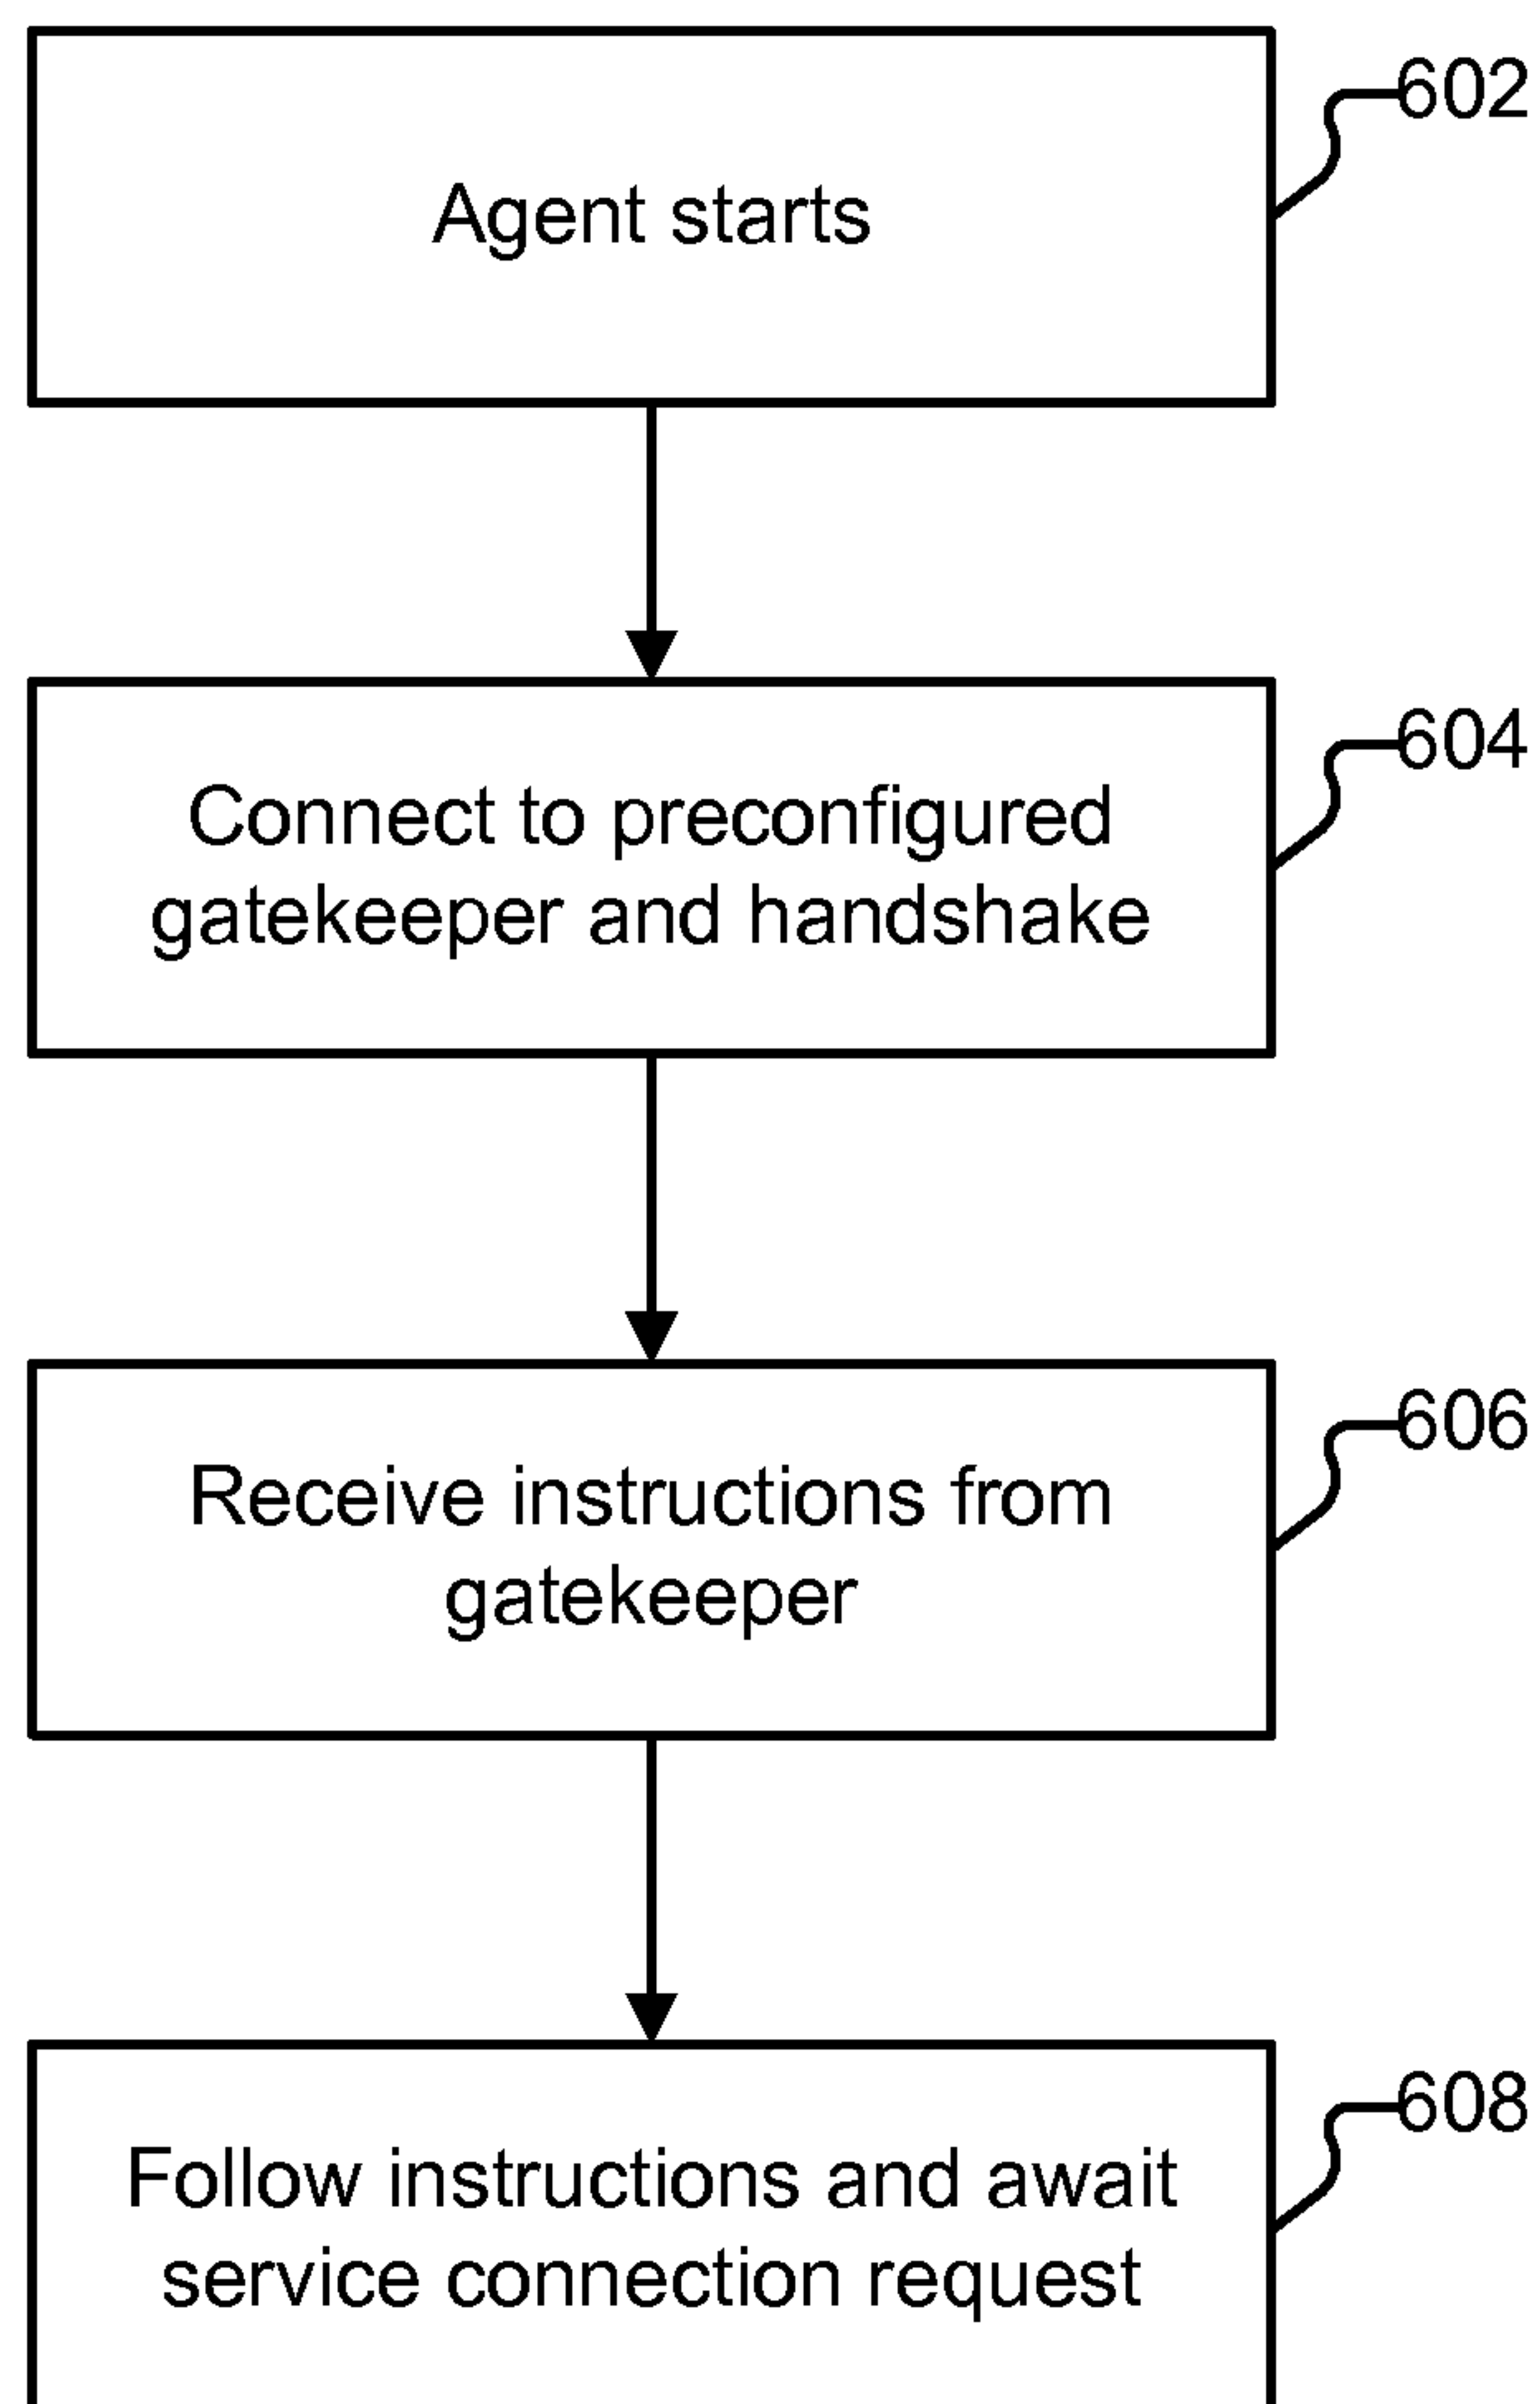 Agent starts
602
Connect to preconfigured
gatekeeper and handshake
604
Receive instructions from
gatekeeper
606
Follow instructions and await
service connection request
608